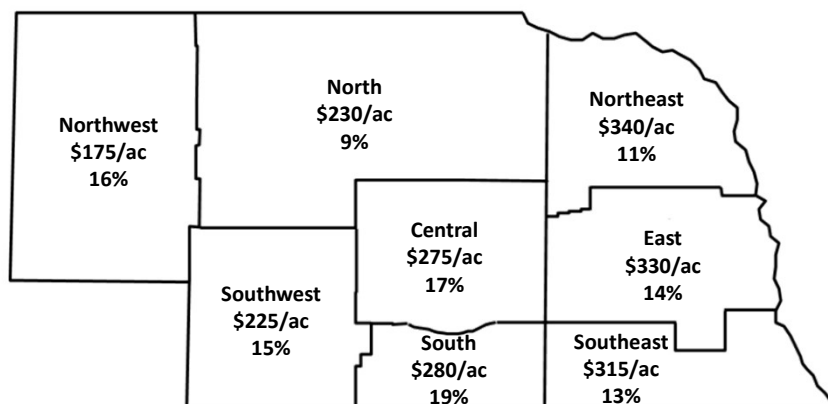 North
$230/ac
9%
Northeast
$340/ac
11%
Northwest
$175/ac
16%
Central
$275/ac
17%
East
$330/ac
14%
Southwest
$225/ac
15%
South
$280/ac
19%
Southeast
$315/ac
13%